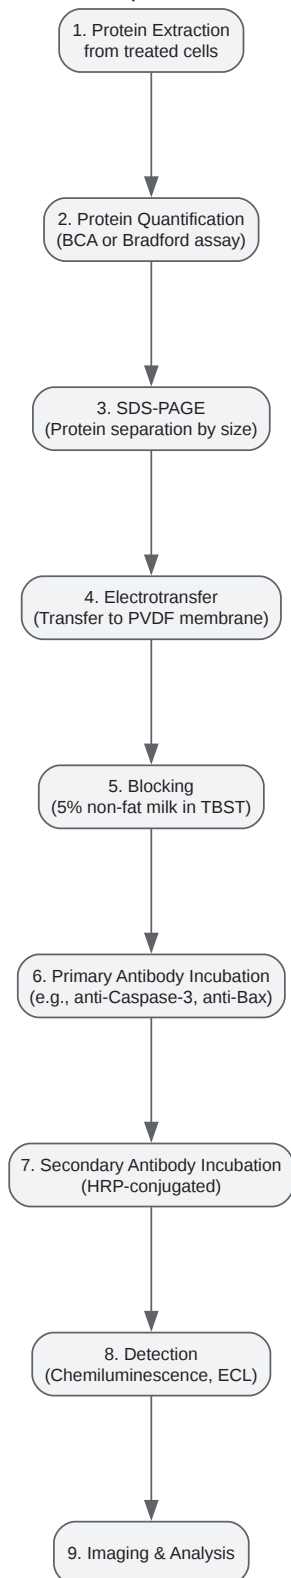 1. Protein Extraction
from treated cells
2. Protein Quantification
(BCA or Bradford assay)
3. SDS-PAGE
(Protein separation by size)
4. Electrotransfer
(Transfer to PVDF membrane)
5. Blocking
(5% non-fat milk in TBST)
6. Primary Antibody Incubation
(e.g., anti-Caspase-3, anti-Bax)
7. Secondary Antibody Incubation
(HRP-conjugated)
8. Detection
(Chemiluminescence, ECL)
9. Imaging & Analysis